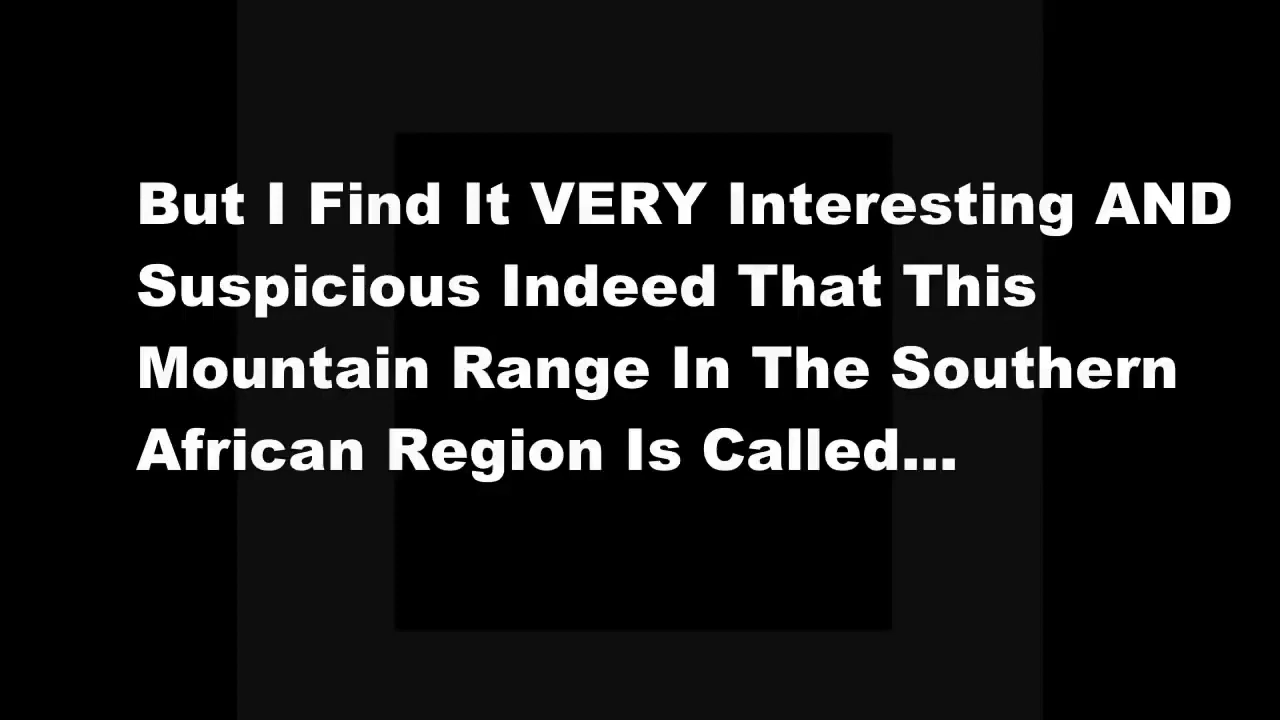 But I Find It VERY Interesting AND
Suspicious Indeed That This
Mountain Range In The Southern
African Region Is Called...